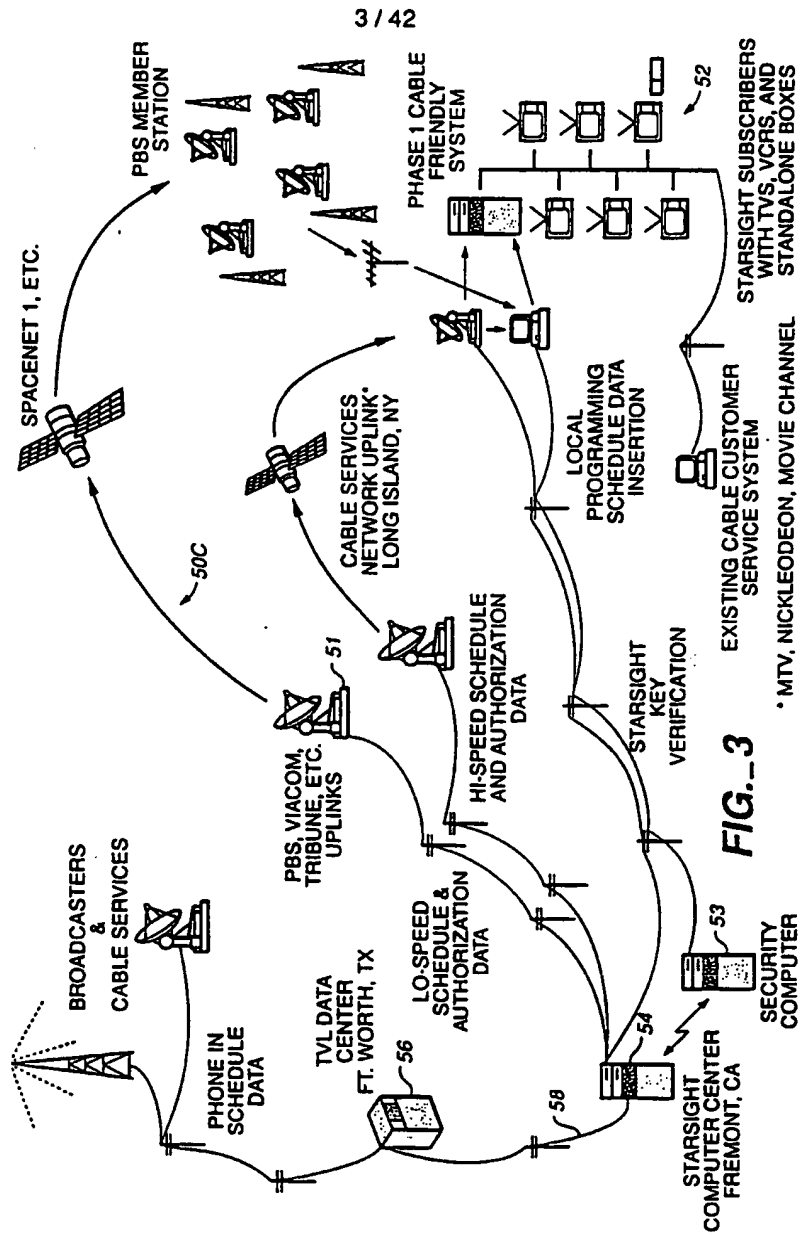 3 / 42
BROADCASTERS
&
CABLE SERVICES
PHONE IN
SCHEDULE
DATA
TVL DATA
CENTER
FT. WORTH, TX
56
58
STARSIGHT
COMPUTER CENTER
FREMONT, CA
54
53
SECURITY
COMPUTER
LO-SPEED
SCHEDULE &
AUTHORIZATION
DATA
PBS, VIACOM,
TRIBUNE, ETC.
UPLINKS
51
50C
SPACENET 1, ETC.
PBS MEMBER
STATION
HI-SPEED SCHEDULE
AND AUTHORIZATION
DATA
CABLE SERVICES
NETWORK UPLINK*
LONG ISLAND, NY
PHASE 1 CABLE
FRIENDLY
SYSTEM
LOCAL
PROGRAMMING
SCHEDULE DATA
INSERTION
STARSIGHT
KEY
VERIFICATION
EXISTING CABLE CUSTOMER
SERVICE SYSTEM
52
STARSIGHT SUBSCRIBERS
WITH TVS, VCRS, AND
STANDALONE BOXES
* MTV, NICKLEODEON, MOVIE CHANNEL
FIG._3